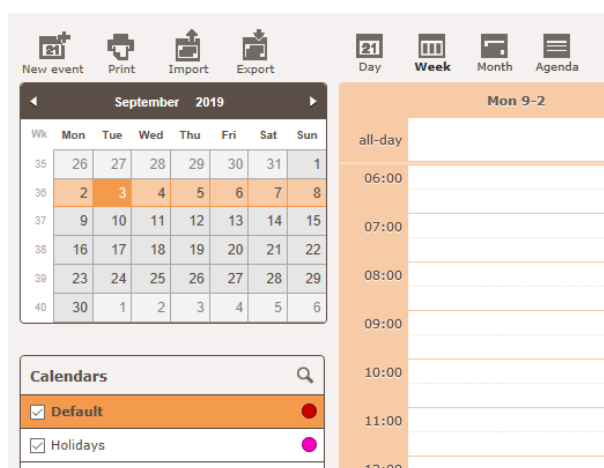 New event Print Import Export
21 Day Week Month Agenda
September 2019
Wk Mon Tue Wed Thu Fri Sat Sun
35 26 27 28 29 30 31 1
36 2 3 4 5 6 7 8
37 9 10 11 12 13 14 15
38 16 17 18 19 20 21 22
39 23 24 25 26 27 28 29
40 30 1 2 3 4 5 6
Calendars
Default
Holidays
Mon 9-2
all-day
06:00
07:00
08:00
09:00
10:00
11:00